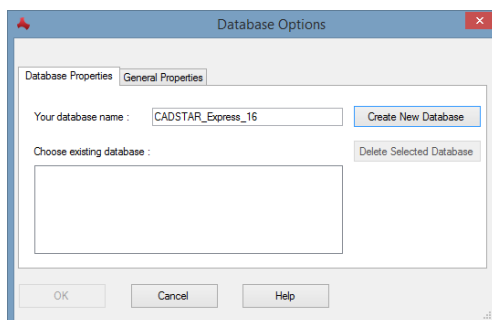 Database Options
Database Properties General Properties
Your database name : CADSTAR_Express_16 Create New Database
Choose existing database : Delete Selected Database
OK Cancel Help